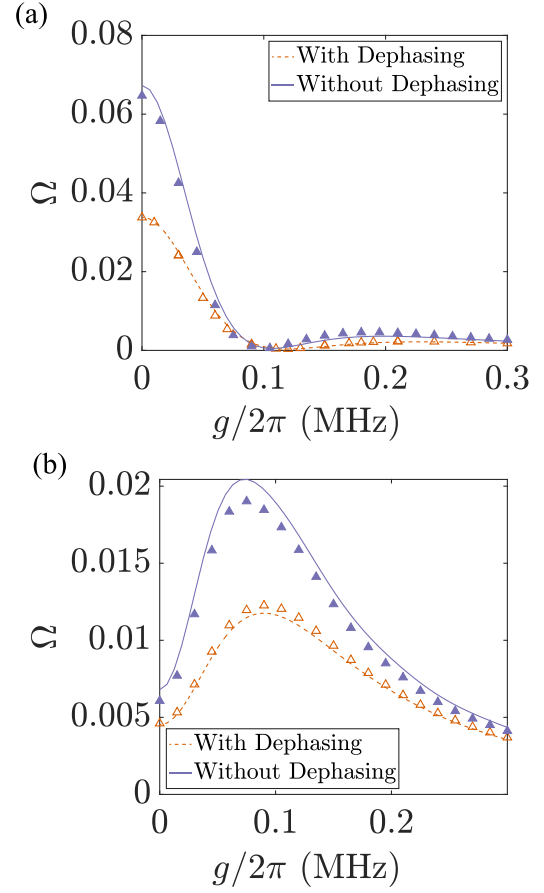 (a)
0.08
0.06
0.04
0.02
0
Ω
With Dephasing
Without Dephasing
0 0.1 0.2 0.3
g/2π (MHz)
(b)
0.02
0.015
0.01
0.005
0
Ω
With Dephasing
Without Dephasing
0 0.1 0.2
g/2π (MHz)